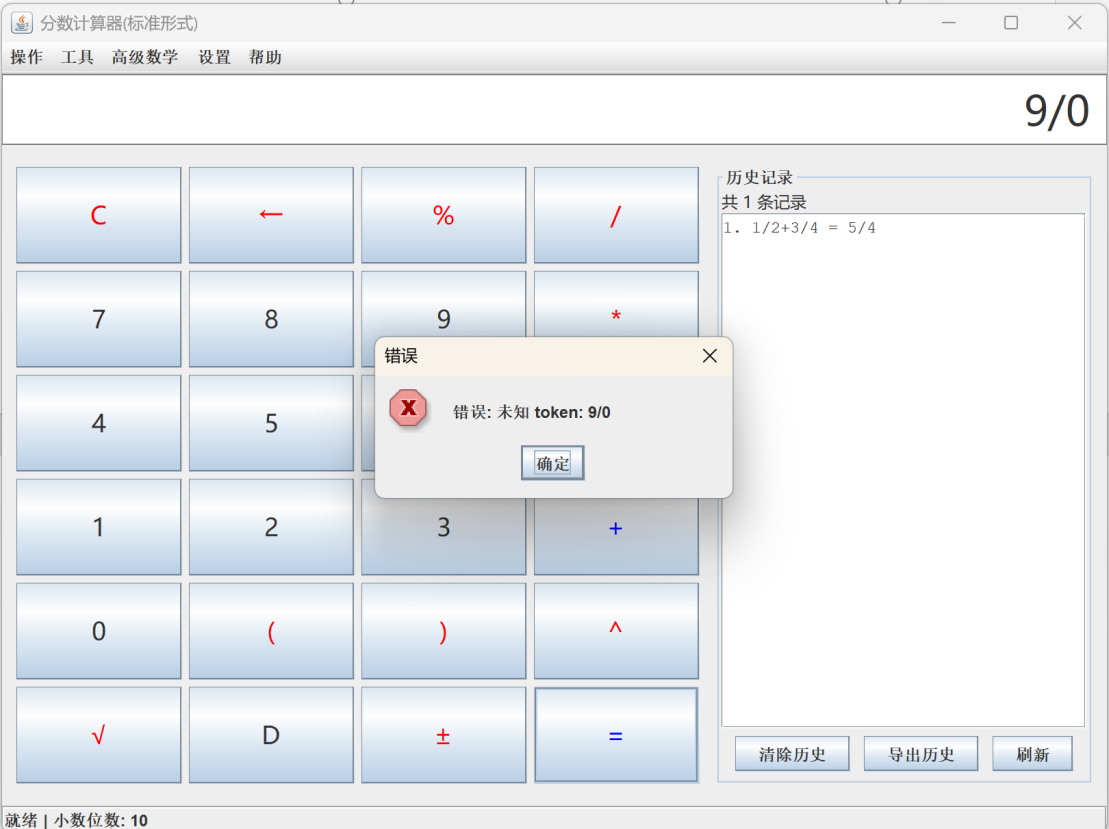 分数计算器(标准形式)
操作 工具 高级数学 设置 帮助
9/0
C ← % /
7 8 9 *
4 5
1 2 3 +
0 ( ) ^
√ D ± =
错误
错误: 未知 token: 9/0
确定
历史记录
共 1 条记录
1. 1/2+3/4 = 5/4
清除历史 导出历史 刷新
就绪 | 小数位数: 10